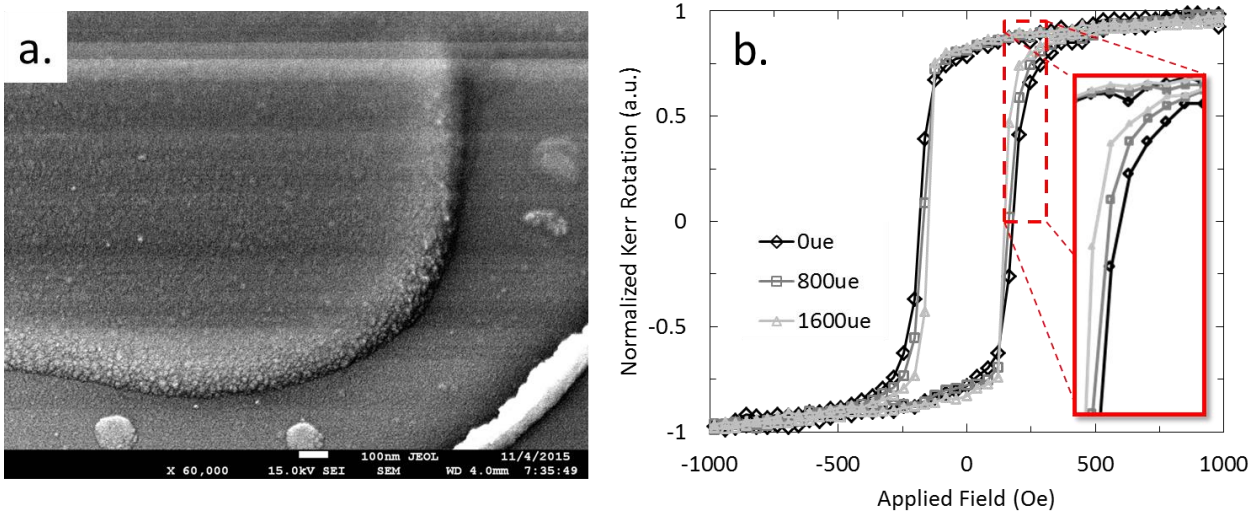 a.
100nm JEOL 11/4/2015
X 60,000 15.0kV SEI SEM WD 4.0mm 7:35:49
b.
Normalized Kerr Rotation (a.u.)
1
0.5
0
-0.5
-1
0ue
800ue
1600ue
-1000 -500 0 500 1000
Applied Field (Oe)